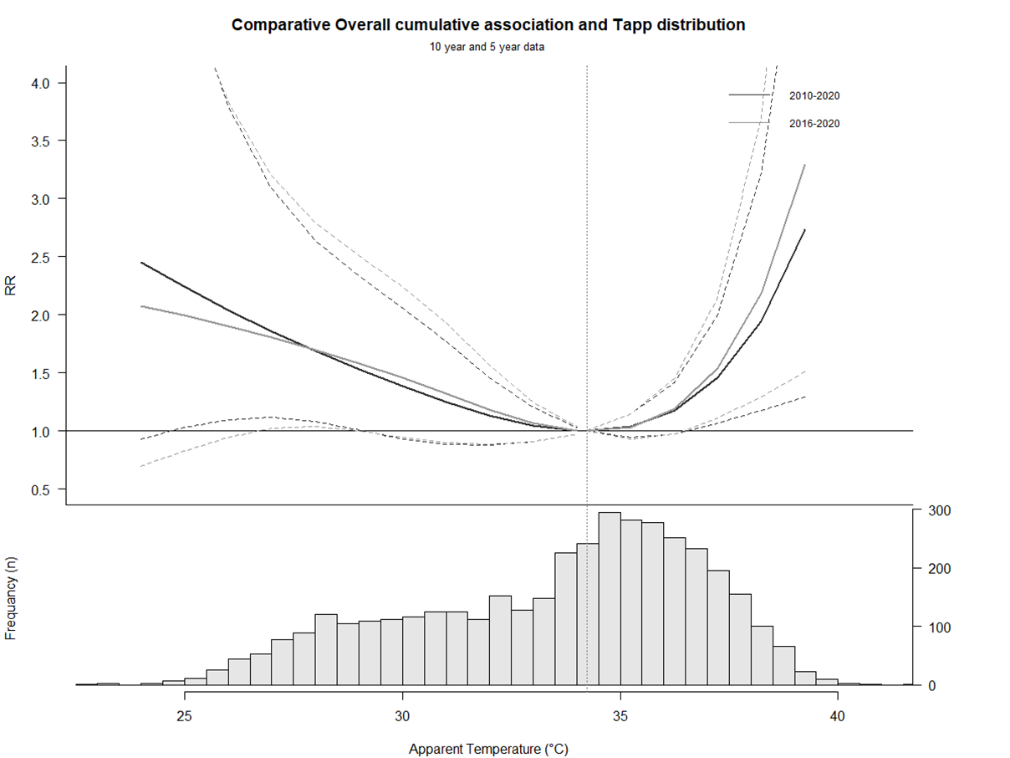 Comparative Overall cumulative association and Tapp distribution
10 year and 5 year data
4.0
3.5
3.0
2.5
2.0
1.5
1.0
0.5
RR
2010-2020
2016-2020
300
200
100
0
Frequancy (n)
25 30 35 40
Apparent Temperature (°C)